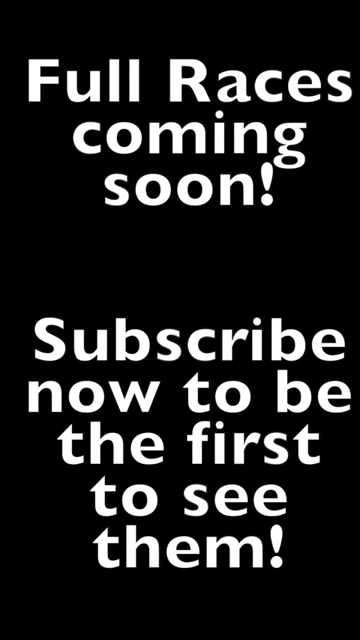 Full Races
coming
soon!
Subscribe
now to be
the first
to see
them!